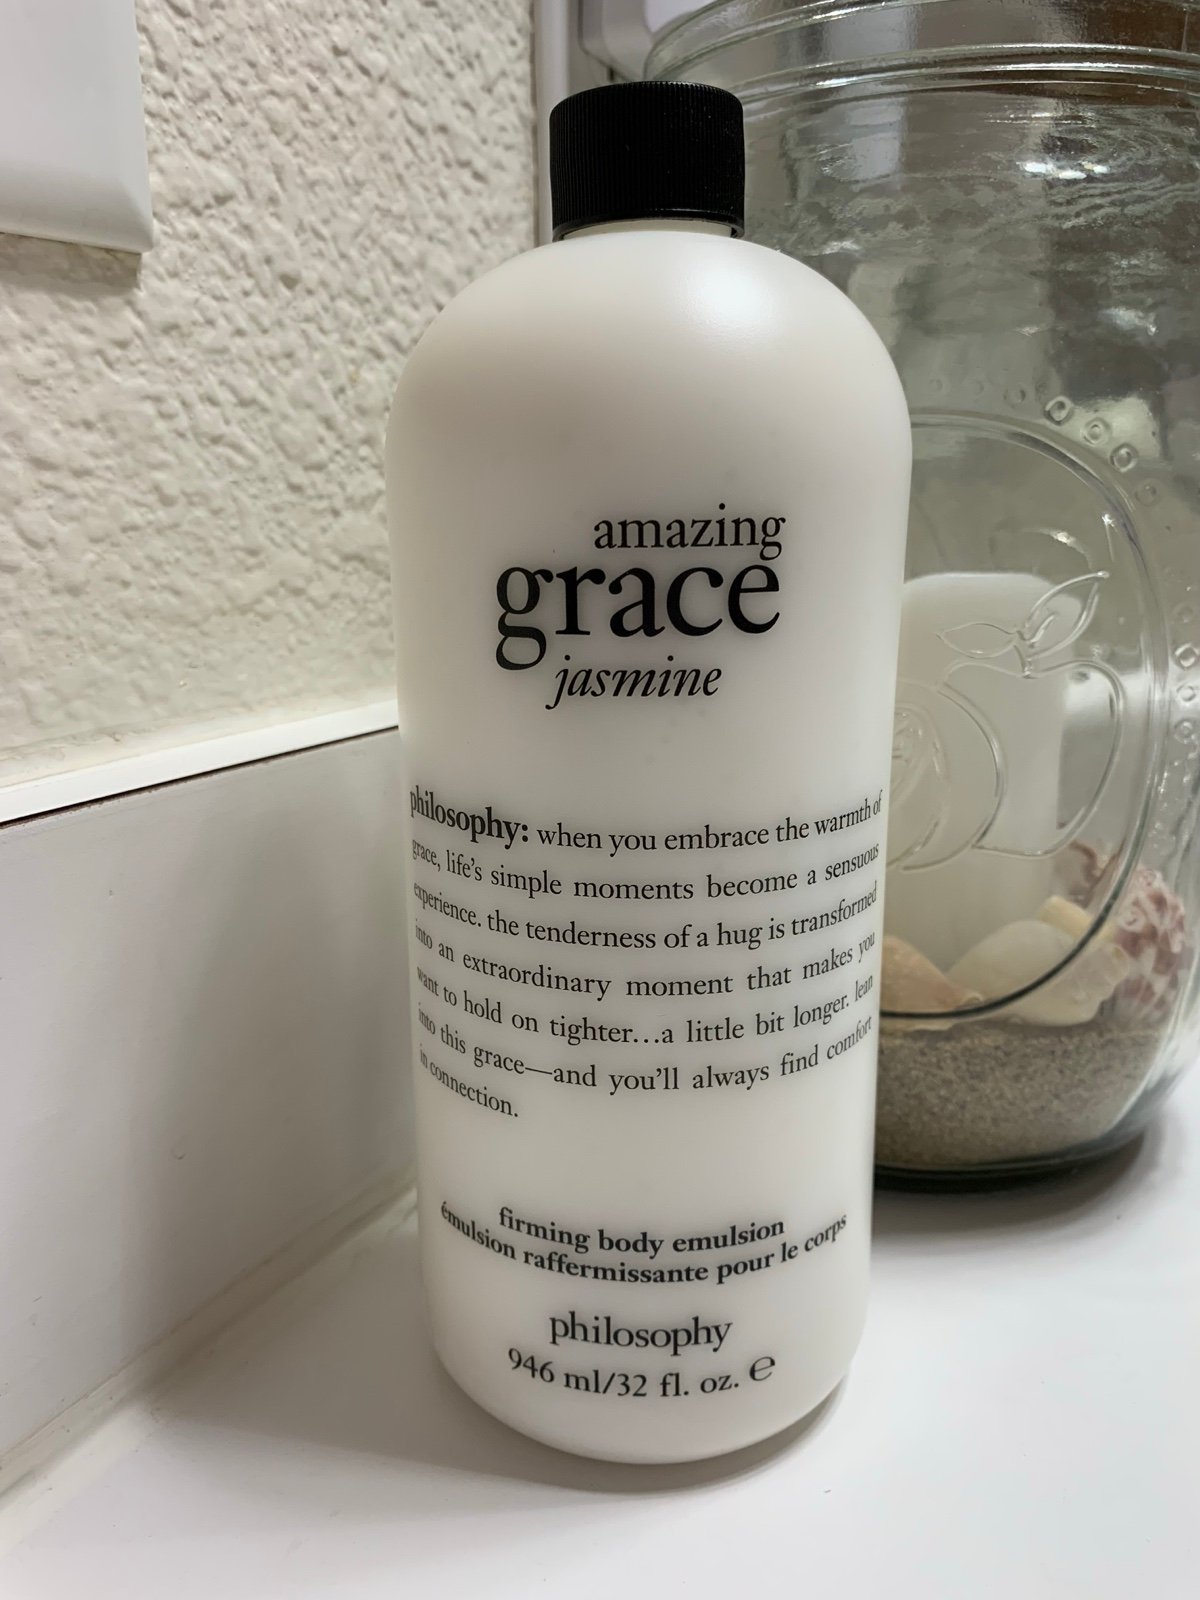 amazing
grace
jasmine
philosophy: when you embrace the warmth of
grace, life's simple moments become a sensuous
experience. the tenderness of a hug is transformed
into an extraordinary moment that makes you
want to hold on tighter...a little bit longer. lean
into this grace—and you'll always find comfort
in connection.
firming body emulsion
émulsion raffermissante pour le corps
philosophy
946 ml/32 fl. oz. ℮